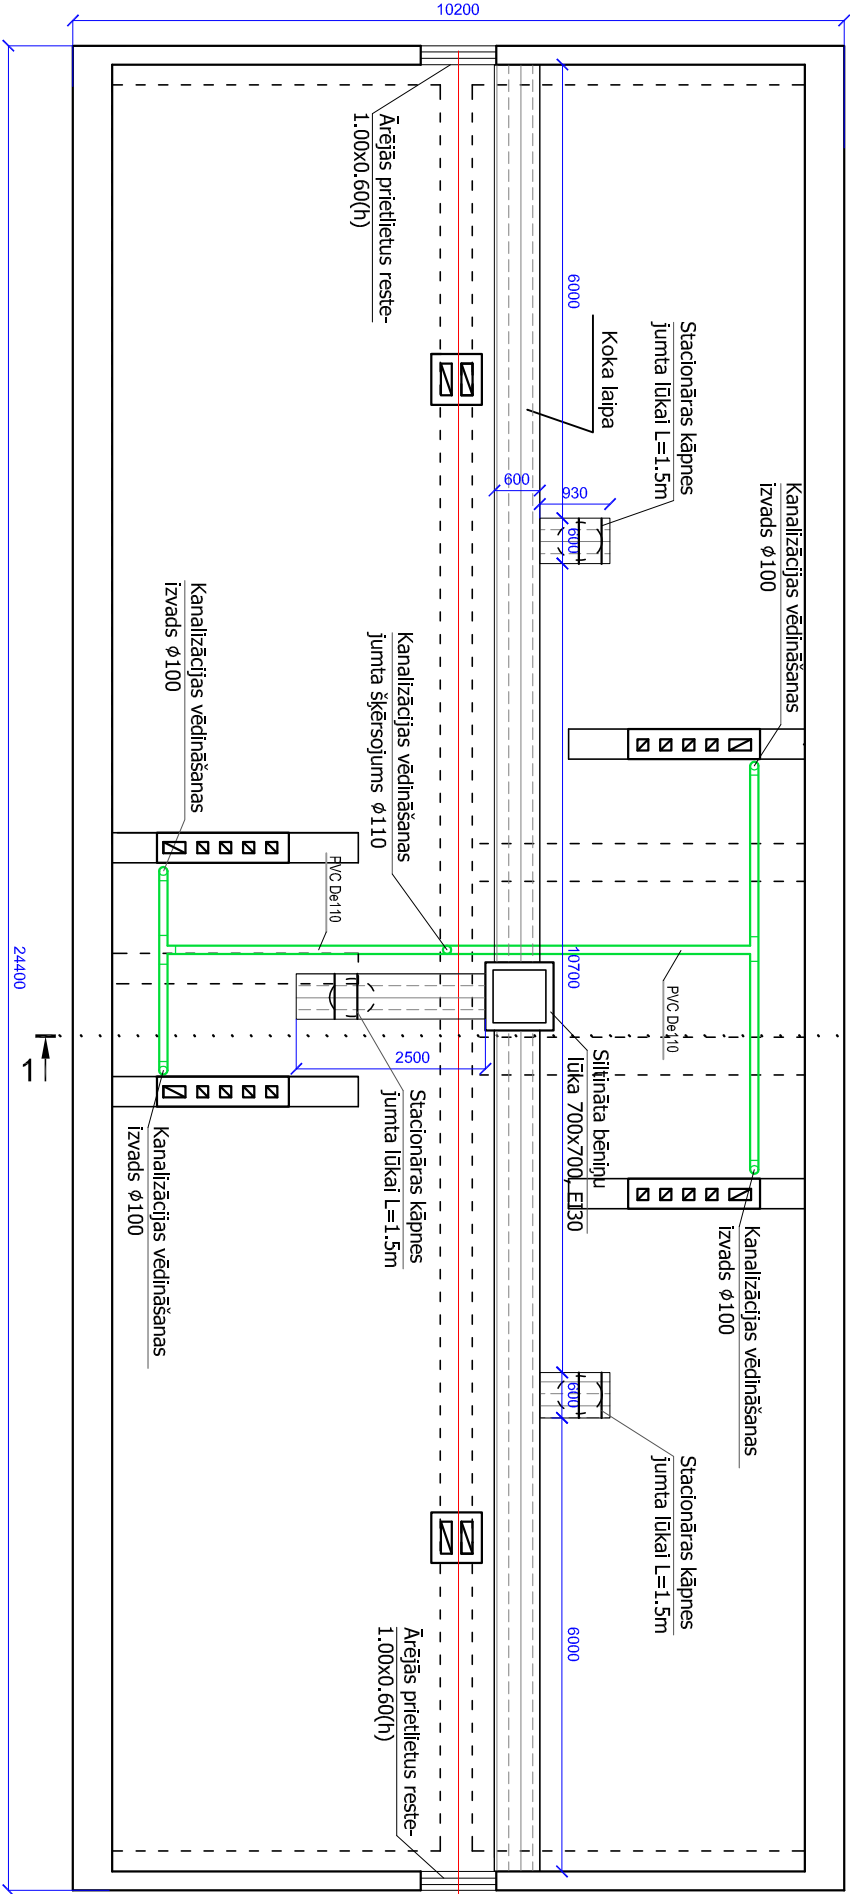 10200
24400
Ārējās prietlietus reste-
1.00x0.60(h)
6000
Koka laipa
Stacionāras kāpnes
jumta lūkai L=1.5m
600
930
600
Kanalizācijas vēdināšanas
izvads ϕ100
Kanalizācijas vēdināšanas
izvads ϕ100
Kanalizācijas vēdināšanas
jumta šķērsojums ϕ110
PVC De110
10700
PVC De110
1
2500
Siltināta bēniņu
lūka 700x700, EI30
Stacionāras kāpnes
jumta lūkai L=1.5m
Kanalizācijas vēdināšanas
izvads ϕ100
Kanalizācijas vēdināšanas
izvads ϕ100
600
Stacionāras kāpnes
jumta lūkai L=1.5m
6000
Ārējās prietlietus reste-
1.00x0.60(h)